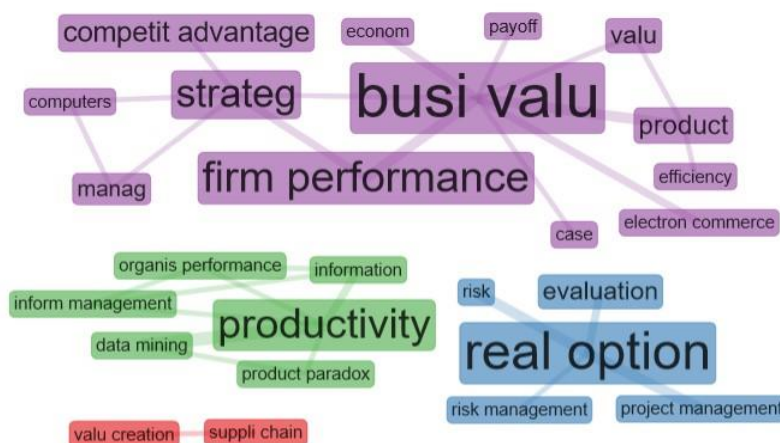 competit advantage
econom
payoff
valu
computers
strateg
busi valu
product
manag
firm performance
efficiency
electron commerce
case
organis performance
information
inform management
productivity
data mining
product paradox
risk
evaluation
real option
risk management
project management
valu creation
suppli chain